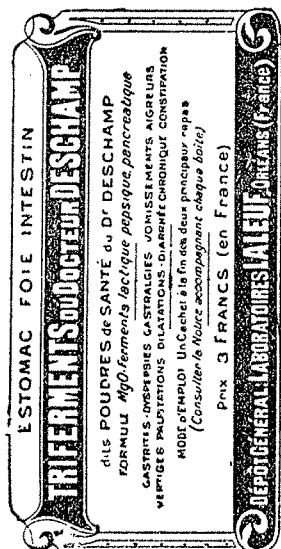 ESTOMAC FOIE INTESTIN
TRIFERMENTS DU DOCTEUR DESCHAMP
dits POUDRES de SANTÉ du Dr DESCHAMP
FORMULE MgO-Ferments lactique pepsique, pancreatique
GASTRITES-DYSPEPSIES GASTRALGIES VOMISSEMENTS AIGREURS
VERTIGES PALPITATIONS DILATATIONS-DIARRHÉE CHRONIQUE CONSTIPATION
MODE d'EMPLOI Un Cachet à la fin des deux principaux repas
(Consulter la Notice accompagnant chaque boîte)
Prix 3 FRANCS (en France)
DEPÔT GÉNÉRAL LABORATOIRES LALEUF ORLÉANS (France)